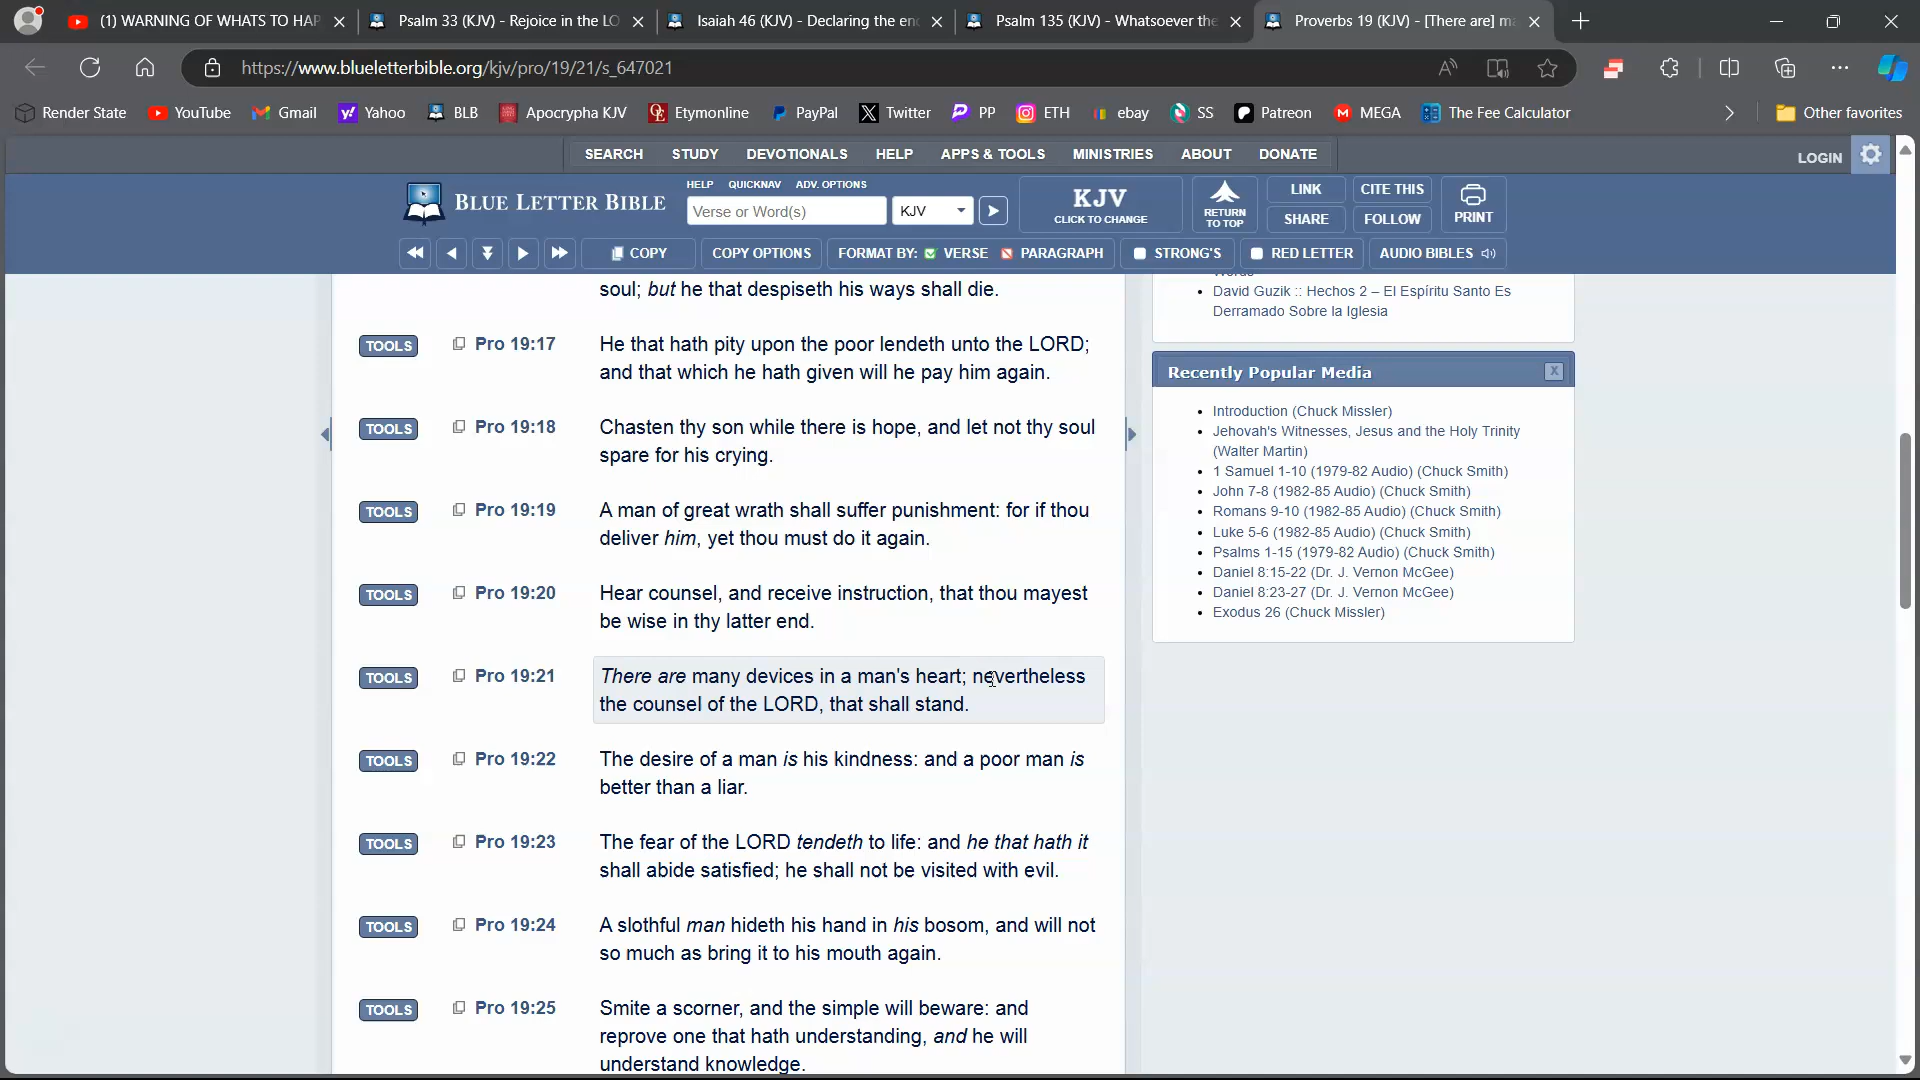 (1) WARNING OF WHATS TO HAP
Psalm 33 (KJV) - Rejoice in the LO
Isaiah 46 (KJV) - Declaring the en
Psalm 135 (KJV) - Whatsoever the
Proverbs 19 (KJV) - [There are] ma
https://www.blueletterbible.org/kjv/pro/19/21/s_647021
Render State
YouTube
Gmail
Yahoo
BLB
Apocrypha KJV
Etymonline
PayPal
Twitter
PP
ETH
ebay
SS
Patreon
MEGA
The Fee Calculator
Other favorites
SEARCH STUDY DEVOTIONALS HELP APPS & TOOLS MINISTRIES ABOUT DONATE
LOGIN
BLUE LETTER BIBLE
HELP QUICKNAV ADV. OPTIONS
Verse or Word(s)
KJV
KJV
CLICK TO CHANGE
RETURN
TO TOP
LINK
CITE THIS
SHARE
FOLLOW
PRINT
COPY
COPY OPTIONS
FORMAT BY: VERSE PARAGRAPH
STRONG'S
RED LETTER
AUDIO BIBLES
soul; but he that despiseth his ways shall die.
TOOLS Pro 19:17 He that hath pity upon the poor lendeth unto the LORD;
and that which he hath given will he pay him again.
TOOLS Pro 19:18 Chasten thy son while there is hope, and let not thy soul
spare for his crying.
TOOLS Pro 19:19 A man of great wrath shall suffer punishment: for if thou
deliver him, yet thou must do it again.
TOOLS Pro 19:20 Hear counsel, and receive instruction, that thou mayest
be wise in thy latter end.
TOOLS Pro 19:21 There are many devices in a man's heart; nevertheless
the counsel of the LORD, that shall stand.
TOOLS Pro 19:22 The desire of a man is his kindness: and a poor man is
better than a liar.
TOOLS Pro 19:23 The fear of the LORD tendeth to life: and he that hath it
shall abide satisfied; he shall not be visited with evil.
TOOLS Pro 19:24 A slothful man hideth his hand in his bosom, and will not
so much as bring it to his mouth again.
TOOLS Pro 19:25 Smite a scorner, and the simple will beware: and
reprove one that hath understanding, and he will
understand knowledge.
Words
David Guzik :: Hechos 2 – El Espíritu Santo Es
Derramado Sobre la Iglesia
Recently Popular Media
x
Introduction (Chuck Missler)
Jehovah's Witnesses, Jesus and the Holy Trinity
(Walter Martin)
1 Samuel 1-10 (1979-82 Audio) (Chuck Smith)
John 7-8 (1982-85 Audio) (Chuck Smith)
Romans 9-10 (1982-85 Audio) (Chuck Smith)
Luke 5-6 (1982-85 Audio) (Chuck Smith)
Psalms 1-15 (1979-82 Audio) (Chuck Smith)
Daniel 8:15-22 (Dr. J. Vernon McGee)
Daniel 8:23-27 (Dr. J. Vernon McGee)
Exodus 26 (Chuck Missler)